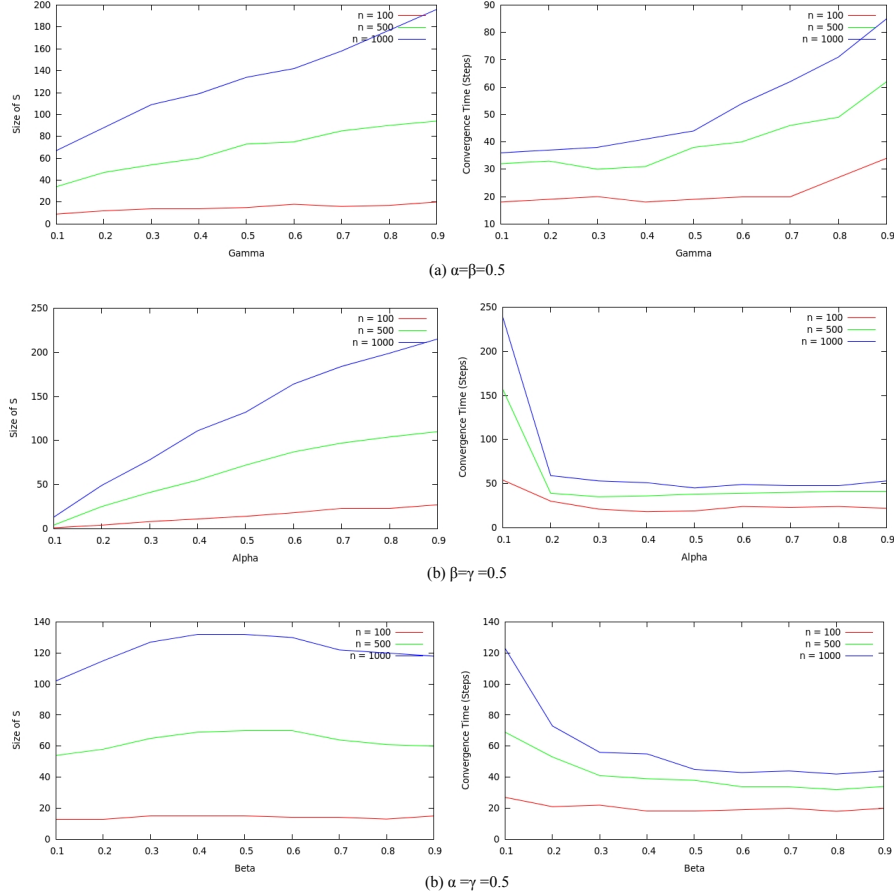 200
180
160
140
120
100
80
60
40
20
0
Size of S
n = 100
n = 500
n = 1000
0.1 0.2 0.3 0.4 0.5 0.6 0.7 0.8 0.9
Gamma
90
80
70
60
50
40
30
20
10
Convergence Time (Steps)
n = 100
n = 500
n = 1000
0.1 0.2 0.3 0.4 0.5 0.6 0.7 0.8 0.9
Gamma
(a) α=β=0.5
250
200
150
100
50
0
Size of S
n = 100
n = 500
n = 1000
0.1 0.2 0.3 0.4 0.5 0.6 0.7 0.8 0.9
Alpha
250
200
150
100
50
0
Convergence Time (Steps)
n = 100
n = 500
n = 1000
0.1 0.2 0.3 0.4 0.5 0.6 0.7 0.8 0.9
Alpha
(b) β=γ =0.5
140
120
100
80
60
40
20
0
Size of S
n = 100
n = 500
n = 1000
0.1 0.2 0.3 0.4 0.5 0.6 0.7 0.8 0.9
Beta
140
120
100
80
60
40
20
0
Convergence Time (Steps)
n = 100
n = 500
n = 1000
0.1 0.2 0.3 0.4 0.5 0.6 0.7 0.8 0.9
Beta
(b) α =γ =0.5